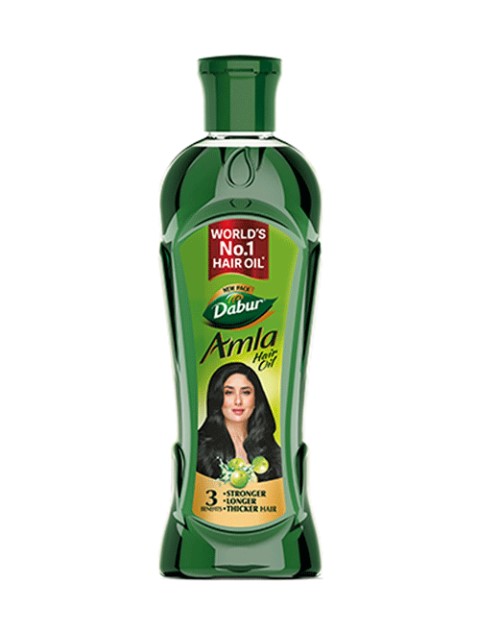 WORLD'S
No.1
HAIR OIL*
NEW PACK
Dabur
Amla
Hair
Oil
3
BENEFITS
•STRONGER
•LONGER
•THICKER HAIR